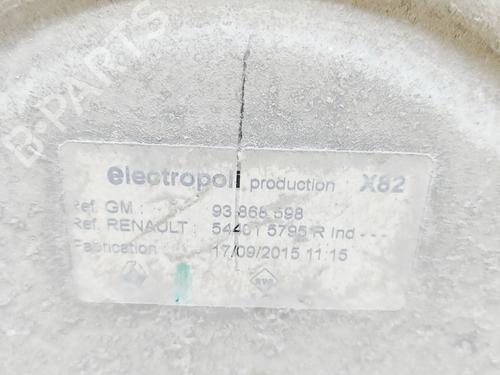 B-PARTS
electropoli production X82
Ref. GM : 93 868 598
Ref. RENAULT : 54401 5795 R Ind - - -
Fabrication : 17/09/2015 11:15